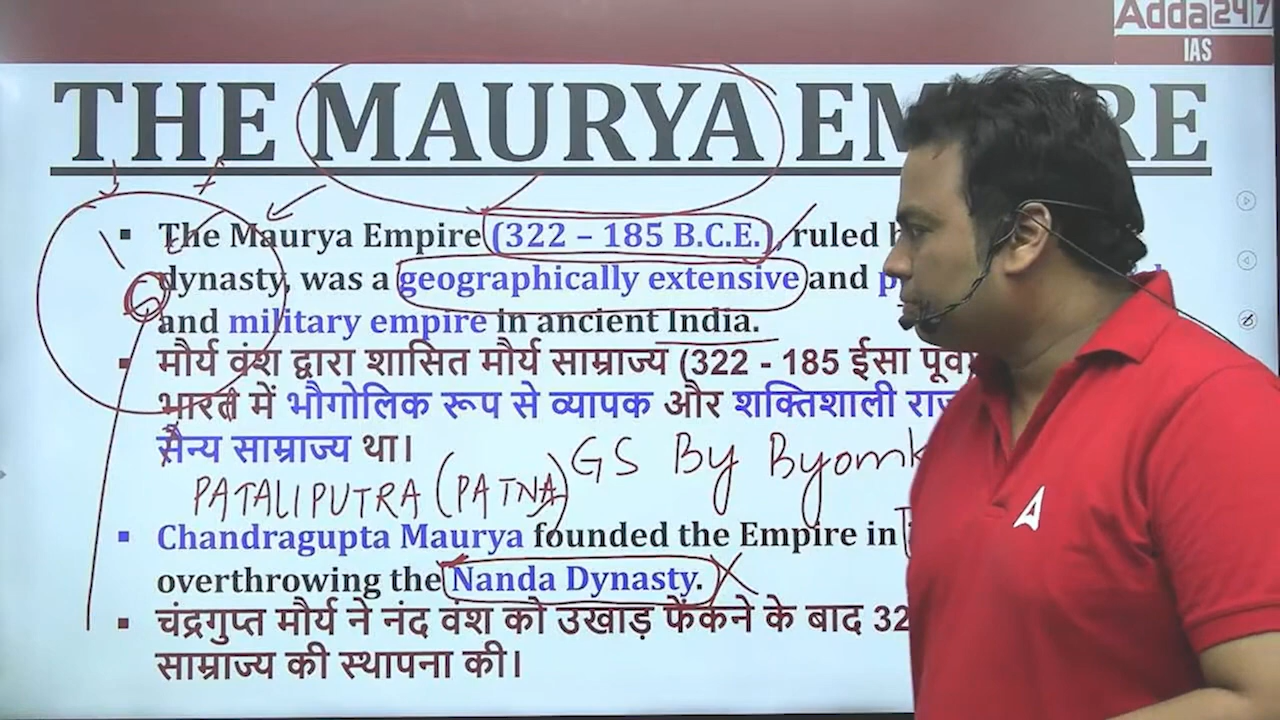 Adda247
IAS
THE MAURYA EMPIRE
▪ The Maurya Empire (322 – 185 B.C.E.), ruled
dynasty, was a geographically extensive and
and military empire in ancient India.
▪ मौर्य वंश द्वारा शासित मौर्य साम्राज्य (322 - 185 ईसा पूर्व)
भारत में भौगोलिक रूप से व्यापक और शक्तिशाली
सैन्य साम्राज्य था।
GS By Byomk
PATALIPUTRA (PATNA)
▪ Chandragupta Maurya founded the Empire in
overthrowing the Nanda Dynasty.
▪ चंद्रगुप्त मौर्य ने नंद वंश को उखाड़ फेंकने के बाद 32
साम्राज्य की स्थापना की।